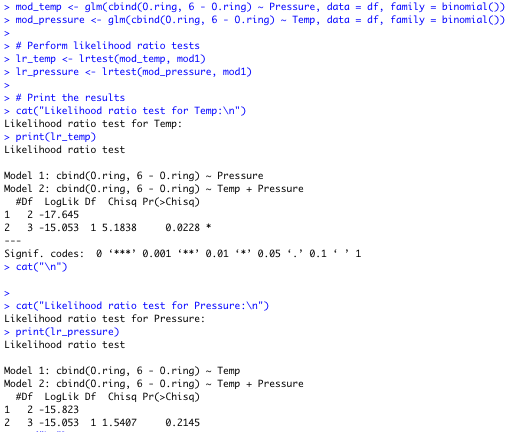 > mod_temp <- glm(cbind(O.ring, 6 - O.ring) ~ Pressure, data = df, family = binomial())
> mod_pressure <- glm(cbind(O.ring, 6 - O.ring) ~ Temp, data = df, family = binomial())
>
> # Perform likelihood ratio tests
> lr_temp <- lrtest(mod_temp, mod1)
> lr_pressure <- lrtest(mod_pressure, mod1)
>
> # Print the results
> cat("Likelihood ratio test for Temp:\n")
Likelihood ratio test for Temp:
> print(lr_temp)
Likelihood ratio test

Model 1: cbind(O.ring, 6 - O.ring) ~ Pressure
Model 2: cbind(O.ring, 6 - O.ring) ~ Temp + Pressure
  #Df  LogLik Df  Chisq Pr(>Chisq)
1   2 -17.645
2   3 -15.053  1 5.1838     0.0228 *
---
Signif. codes:  0 ‘***’ 0.001 ‘**’ 0.01 ‘*’ 0.05 ‘.’ 0.1 ‘ ’ 1
> cat("\n")

>
> cat("Likelihood ratio test for Pressure:\n")
Likelihood ratio test for Pressure:
> print(lr_pressure)
Likelihood ratio test

Model 1: cbind(O.ring, 6 - O.ring) ~ Temp
Model 2: cbind(O.ring, 6 - O.ring) ~ Temp + Pressure
  #Df  LogLik Df  Chisq Pr(>Chisq)
1   2 -15.823
2   3 -15.053  1 1.5407     0.2145